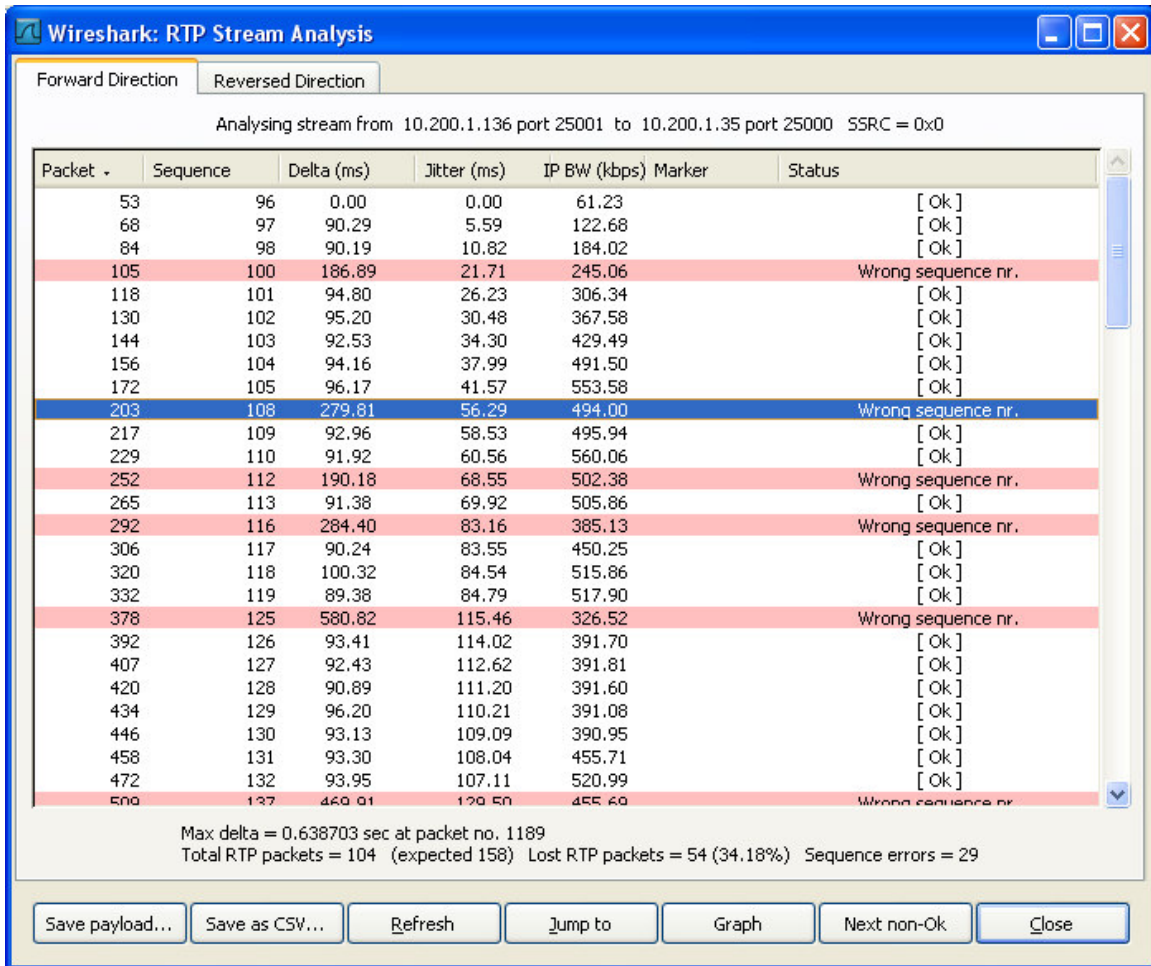 Wireshark: RTP Stream Analysis
Forward Direction Reversed Direction
Analysing stream from 10.200.1.136 port 25001 to 10.200.1.35 port 25000 SSRC = 0x0
Packet Sequence Delta (ms) Jitter (ms) IP BW (kbps) Marker Status
53 96 0.00 0.00 61.23 [ Ok ]
68 97 90.29 5.59 122.68 [ Ok ]
84 98 90.19 10.82 184.02 [ Ok ]
105 100 186.89 21.71 245.06 Wrong sequence nr.
118 101 94.80 26.23 306.34 [ Ok ]
130 102 95.20 30.48 367.58 [ Ok ]
144 103 92.53 34.30 429.49 [ Ok ]
156 104 94.16 37.99 491.50 [ Ok ]
172 105 96.17 41.57 553.58 [ Ok ]
203 108 279.81 56.29 494.00 Wrong sequence nr.
217 109 92.96 58.53 495.94 [ Ok ]
229 110 91.92 60.56 560.06 [ Ok ]
252 112 190.18 68.55 502.38 Wrong sequence nr.
265 113 91.38 69.92 505.86 [ Ok ]
292 116 284.40 83.16 385.13 Wrong sequence nr.
306 117 90.24 83.55 450.25 [ Ok ]
320 118 100.32 84.54 515.86 [ Ok ]
332 119 89.38 84.79 517.90 [ Ok ]
378 125 580.82 115.46 326.52 Wrong sequence nr.
392 126 93.41 114.02 391.70 [ Ok ]
407 127 92.43 112.62 391.81 [ Ok ]
420 128 90.89 111.20 391.60 [ Ok ]
434 129 96.20 110.21 391.08 [ Ok ]
446 130 93.13 109.09 390.95 [ Ok ]
458 131 93.30 108.04 455.71 [ Ok ]
472 132 93.95 107.11 520.99 [ Ok ]
509 137 469.91 129.50 455.69 Wrong sequence nr.
Max delta = 0.638703 sec at packet no. 1189
Total RTP packets = 104 (expected 158) Lost RTP packets = 54 (34.18%) Sequence errors = 29
Save payload... Save as CSV... Refresh Jump to Graph Next non-Ok Close